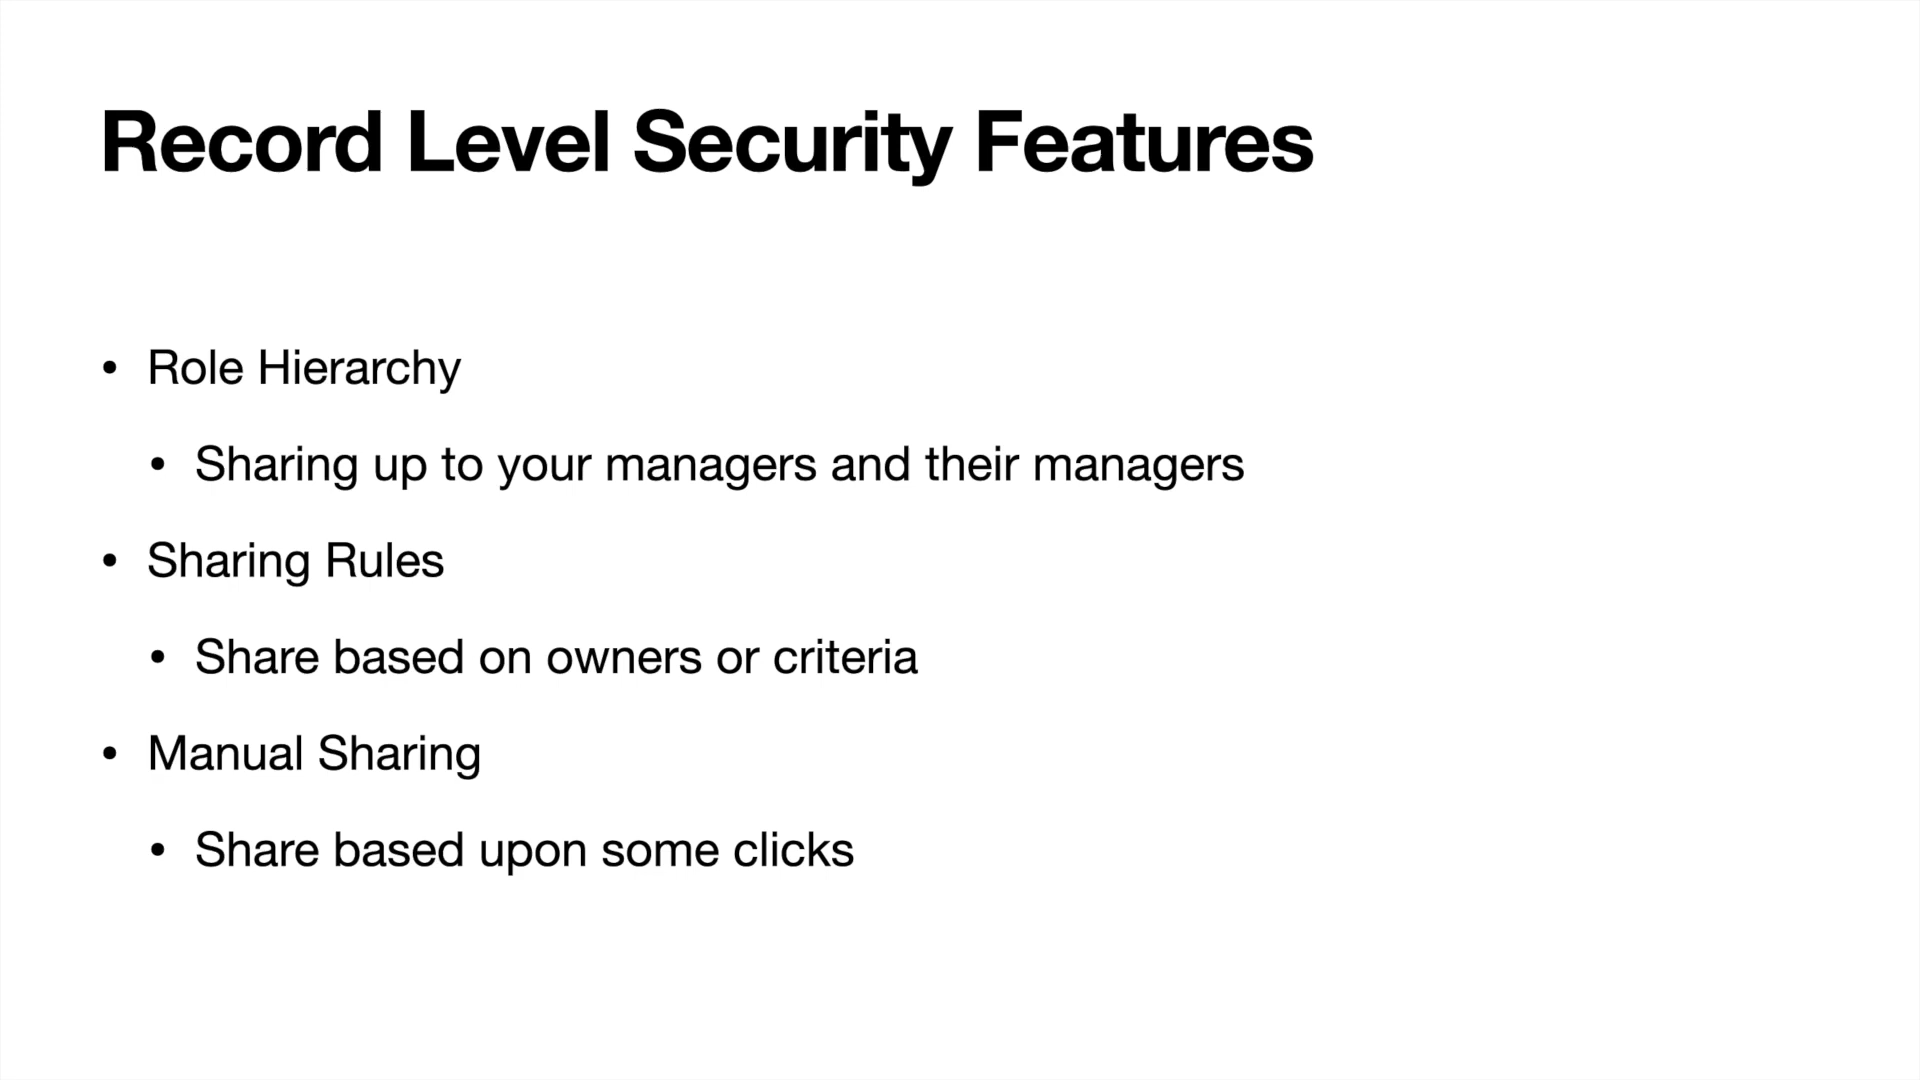 Record Level Security Features
• Role Hierarchy
• Sharing up to your managers and their managers
• Sharing Rules
• Share based on owners or criteria
• Manual Sharing
• Share based upon some clicks